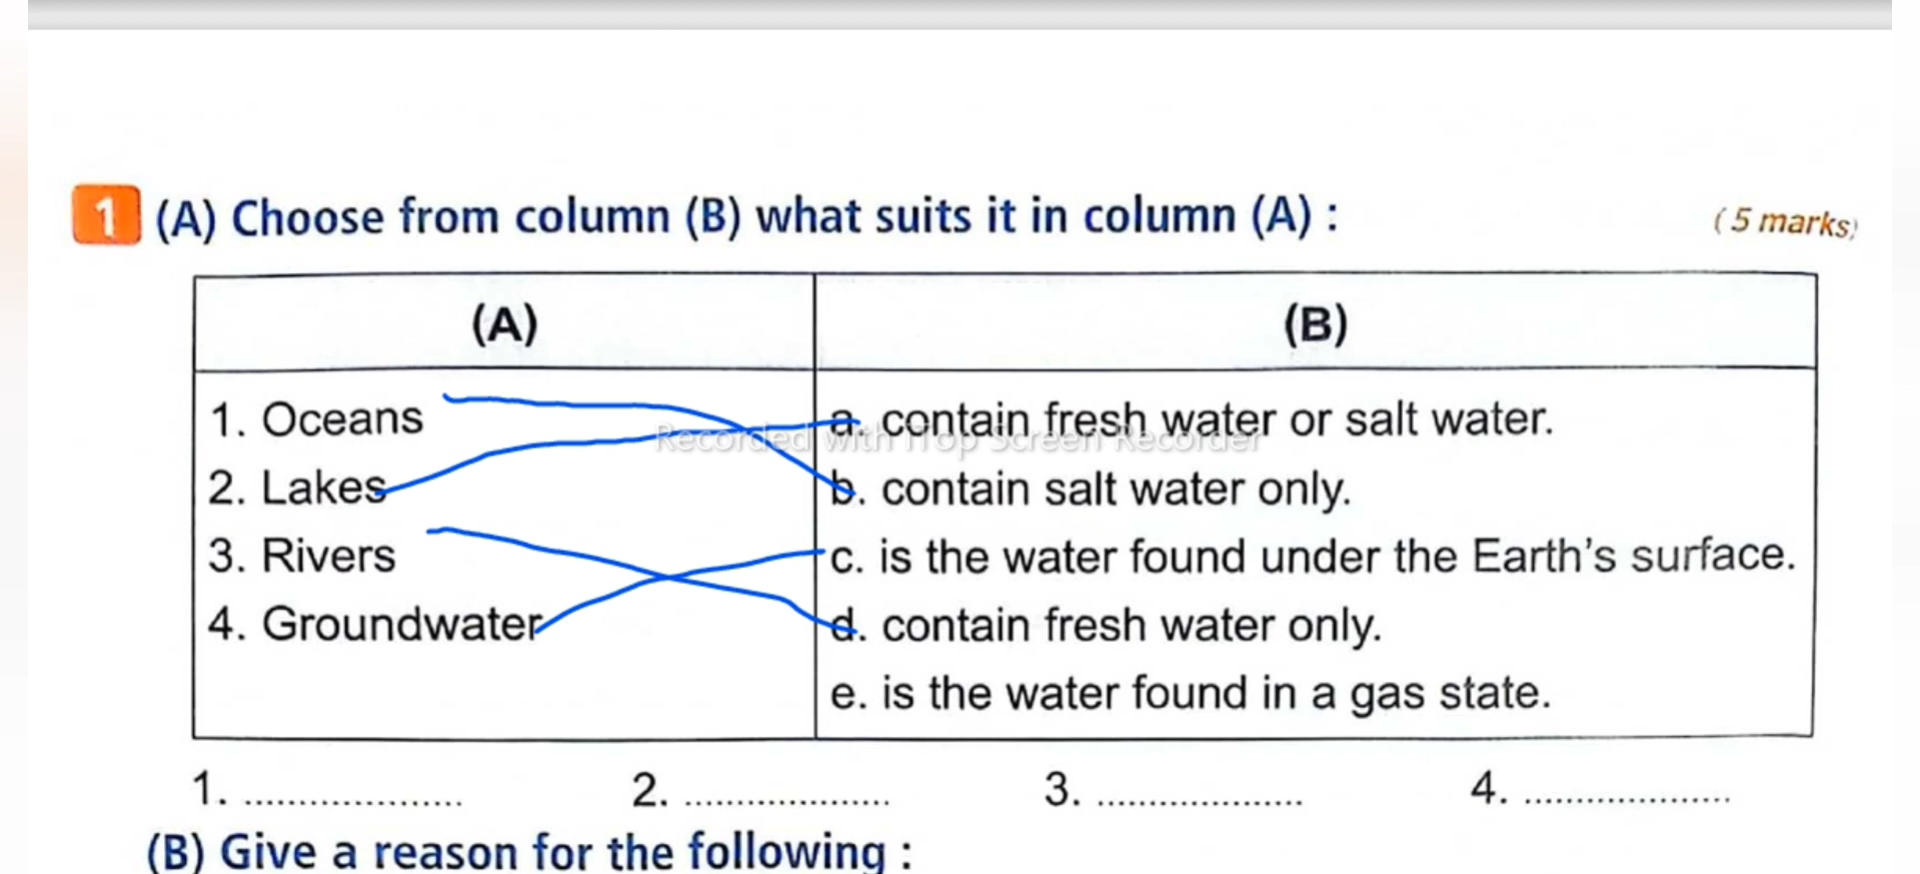 1 (A) Choose from column (B) what suits it in column (A) : (5 marks)
(A) (B)
1. Oceans a. contain fresh water or salt water.
Recorded with iTop Screen Recorder
2. Lakes b. contain salt water only.
3. Rivers c. is the water found under the Earth's surface.
4. Groundwater d. contain fresh water only.
e. is the water found in a gas state.
1. .................... 2. .................... 3. .................... 4. ....................
(B) Give a reason for the following :